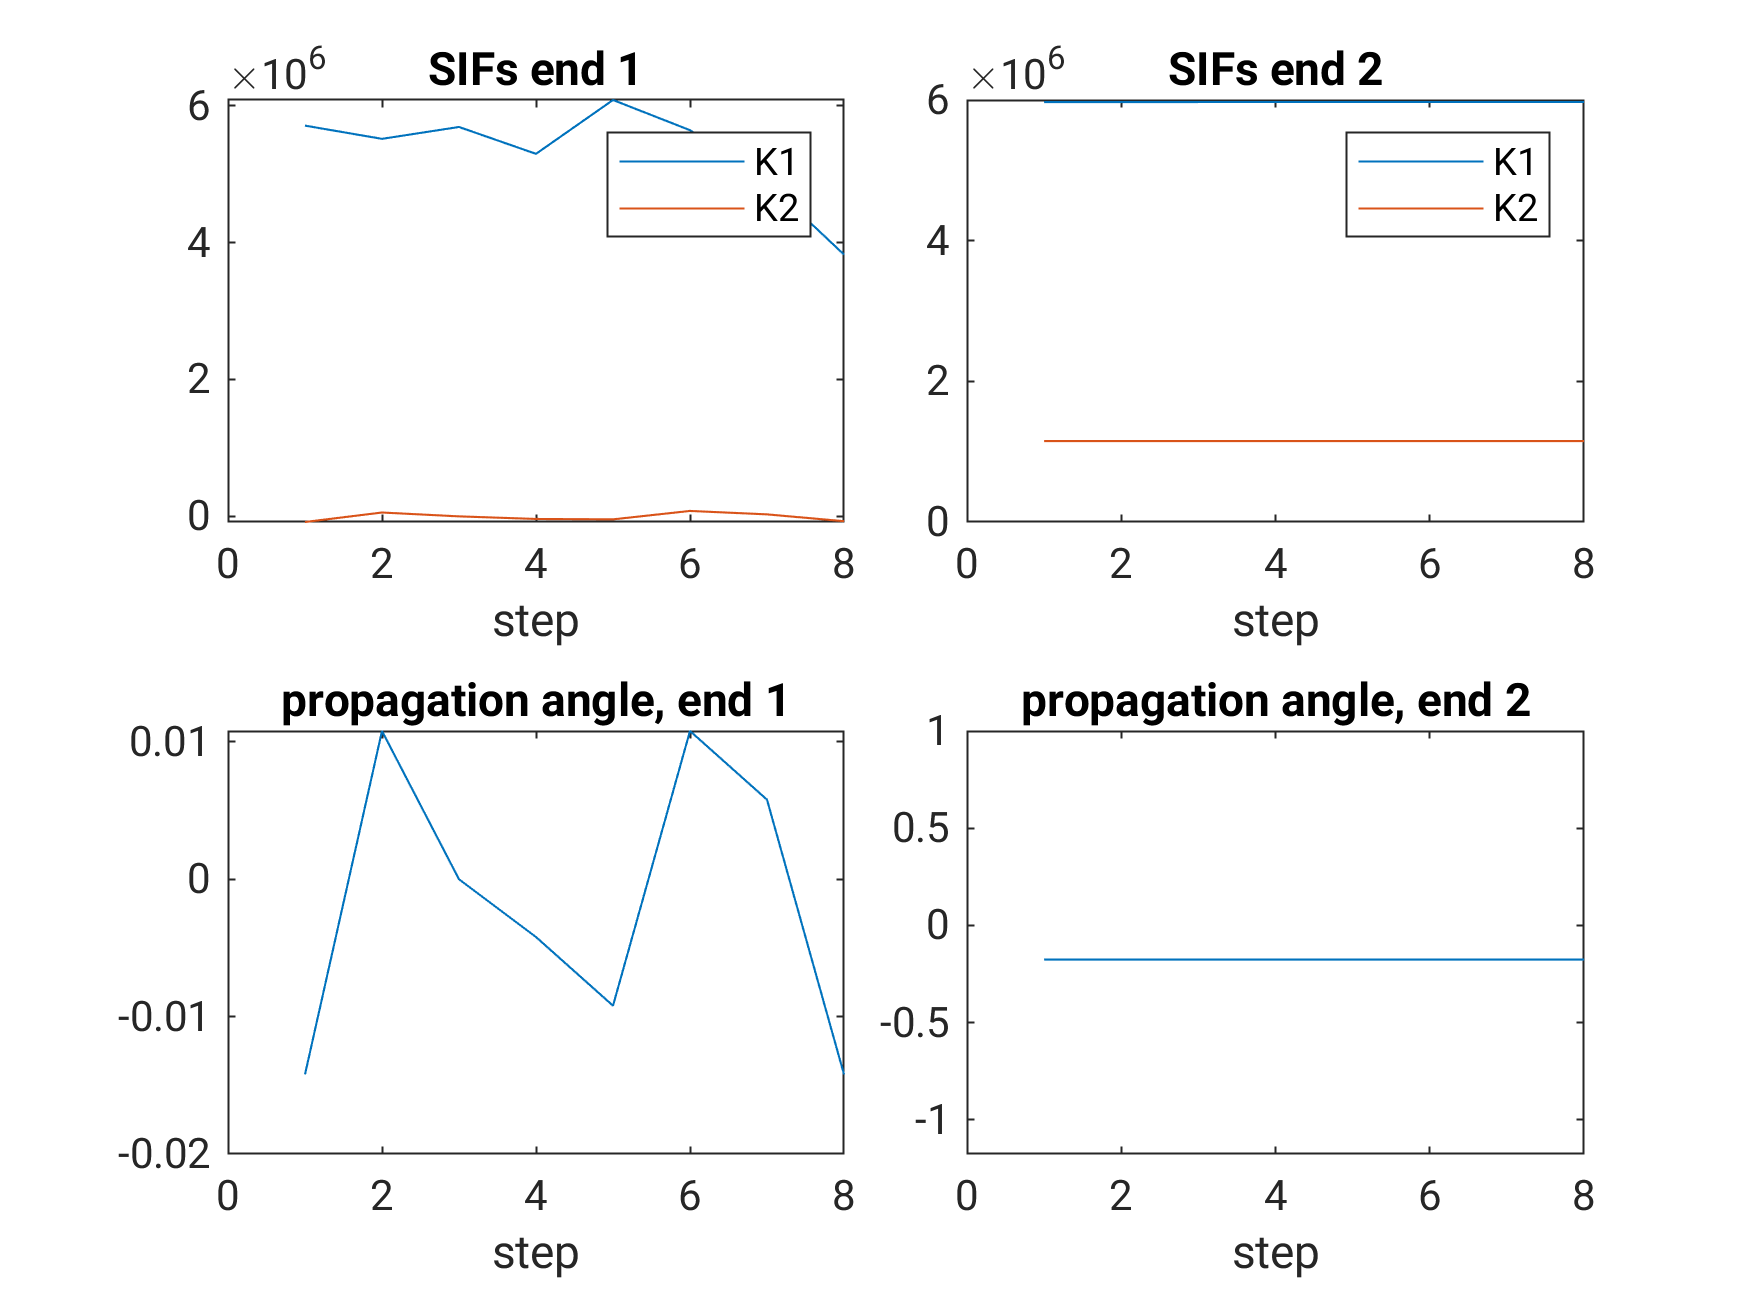 ×10^6 SIFs end 1
6
4
2
0
K1
K2
0 2 4 6 8
step
×10^6 SIFs end 2
6
4
2
0
K1
K2
0 2 4 6 8
step
propagation angle, end 1
0.01
0
-0.01
-0.02
0 2 4 6 8
step
propagation angle, end 2
1
0.5
0
-0.5
-1
0 2 4 6 8
step